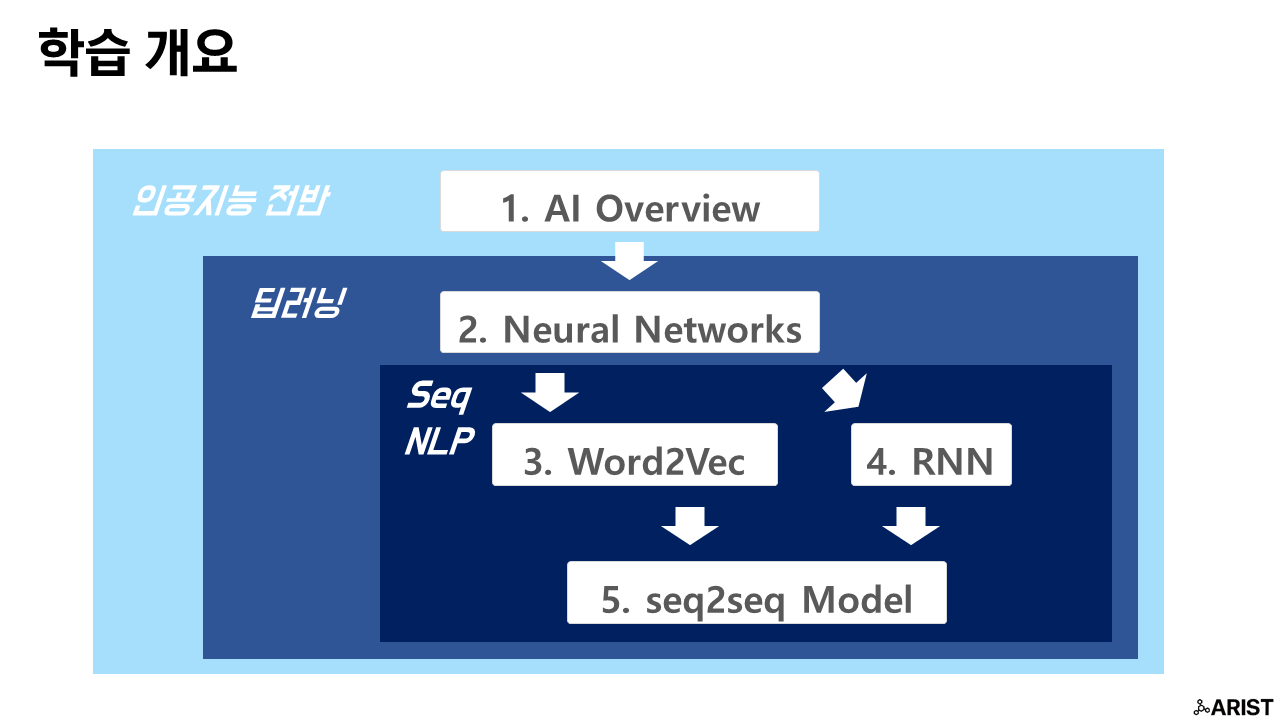 학습 개요
인공지능 전반
1. AI Overview
딥러닝
2. Neural Networks
Seq
NLP
3. Word2Vec
4. RNN
5. seq2seq Model
ARIST